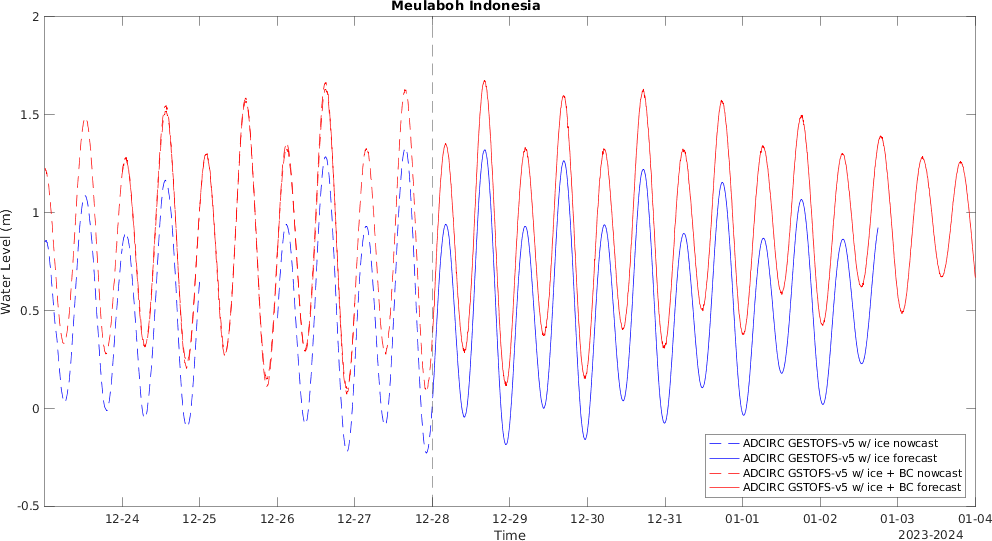 Meulaboh Indonesia
2
1.5
1
0.5
0
-0.5
Water Level (m)
12-24 12-25 12-26 12-27 12-28 12-29 12-30 12-31 01-01 01-02 01-03 01-04
Time
2023-2024
ADCIRC GESTOFS-v5 w/ ice nowcast
ADCIRC GESTOFS-v5 w/ ice forecast
ADCIRC GSTOFS-v5 w/ ice + BC nowcast
ADCIRC GSTOFS-v5 w/ ice + BC forecast